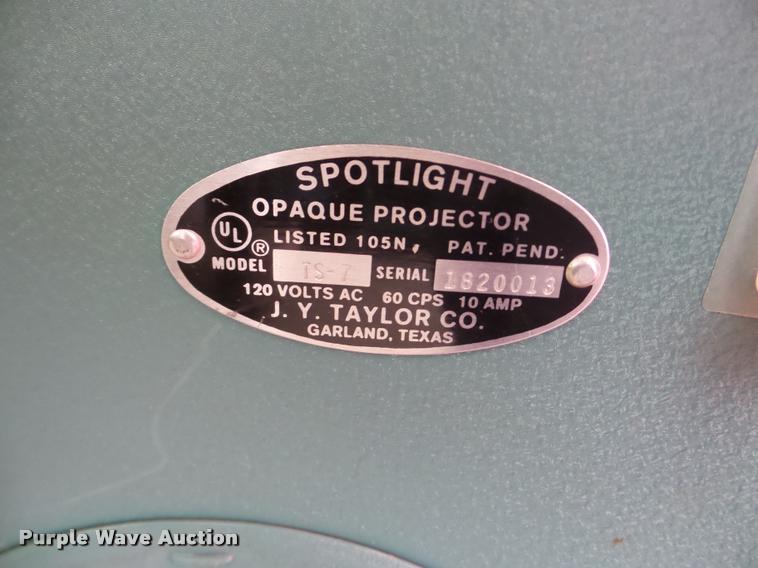 SPOTLIGHT
OPAQUE PROJECTOR
UL ® LISTED 105N, PAT. PEND.
MODEL TS-7 SERIAL 1820013
120 VOLTS AC 60 CPS 10 AMP
J. Y. TAYLOR CO.
GARLAND, TEXAS
Purple Wave Auction